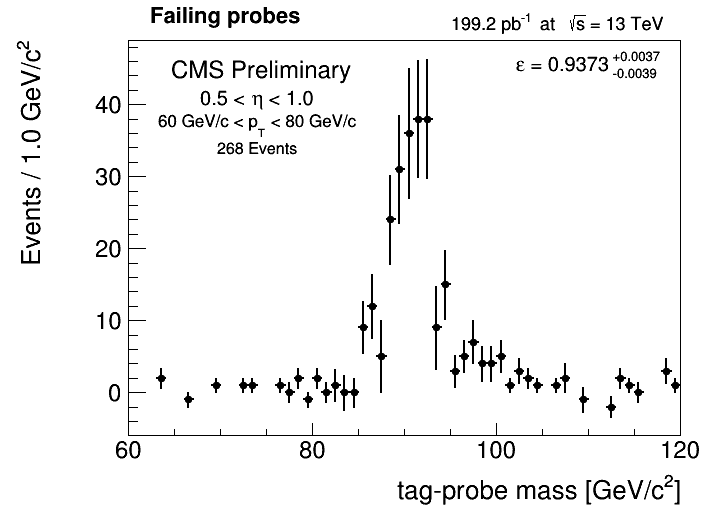 Failing probes
199.2 pb⁻¹ at √s = 13 TeV
CMS Preliminary
ε = 0.9373 +0.0037 -0.0039
0.5 < η < 1.0
60 GeV/c < p_T < 80 GeV/c
268 Events
Events / 1.0 GeV/c²
40
30
20
10
0
60 80 100 120
tag-probe mass [GeV/c²]